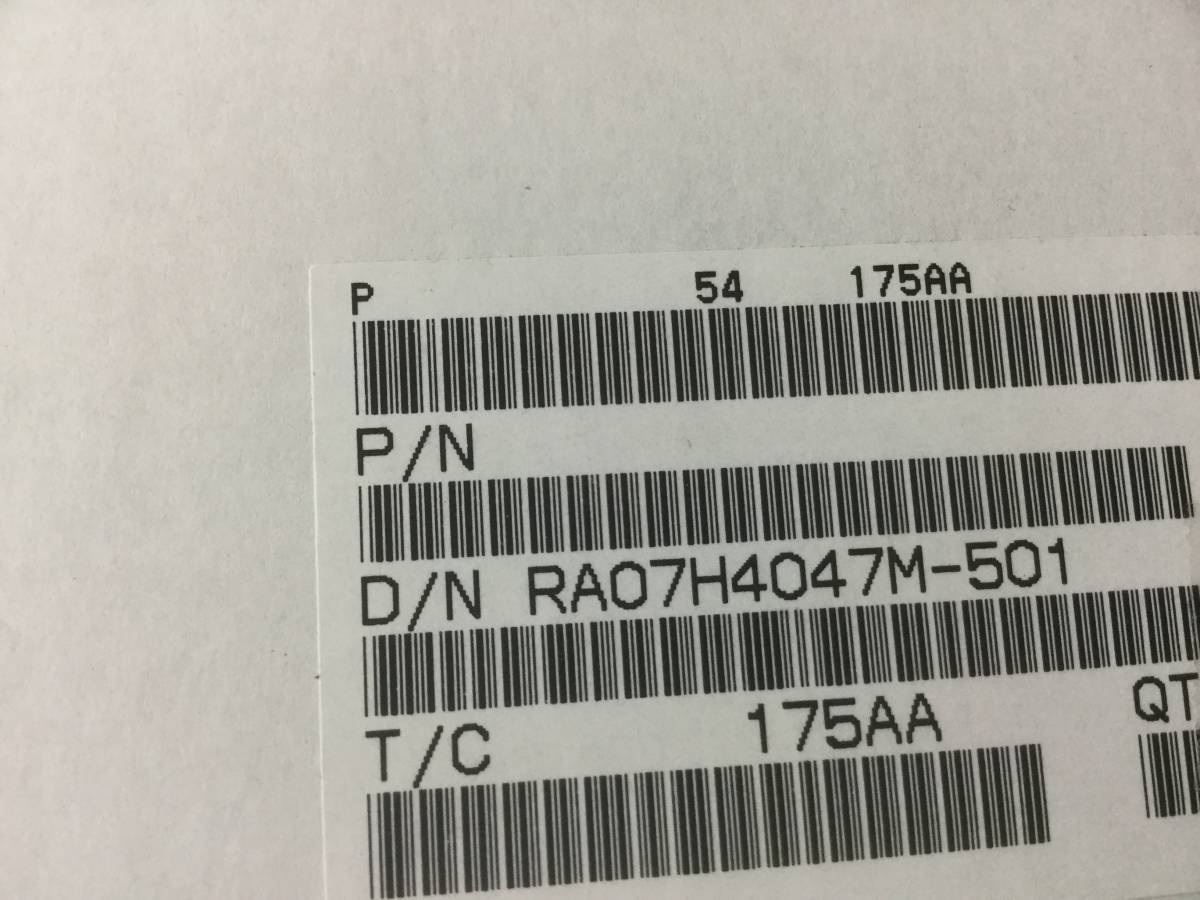 P 54 175AA
P/N
D/N RA07H4047M-501
T/C 175AA QT